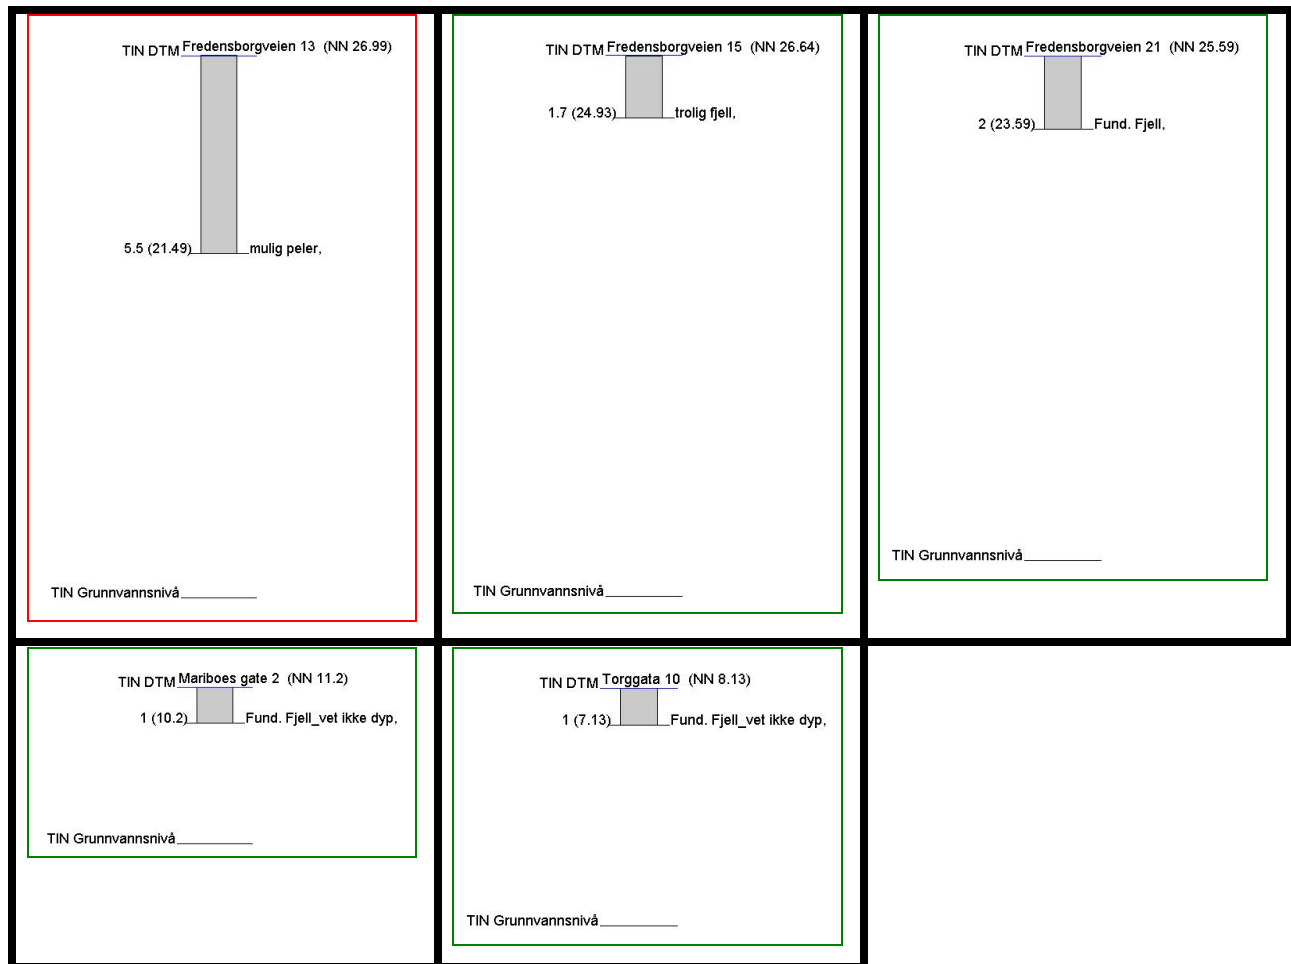 TIN DTM Fredensborgveien 13 (NN 26.99)
5.5 (21.49) mulig peler,
TIN Grunnvannsnivå
TIN DTM Fredensborgveien 15 (NN 26.64)
1.7 (24.93) trolig fjell,
TIN Grunnvannsnivå
TIN DTM Fredensborgveien 21 (NN 25.59)
2 (23.59) Fund. Fjell,
TIN Grunnvannsnivå
TIN DTM Mariboes gate 2 (NN 11.2)
1 (10.2) Fund. Fjell_vet ikke dyp,
TIN Grunnvannsnivå
TIN DTM Torggata 10 (NN 8.13)
1 (7.13) Fund. Fjell_vet ikke dyp,
TIN Grunnvannsnivå